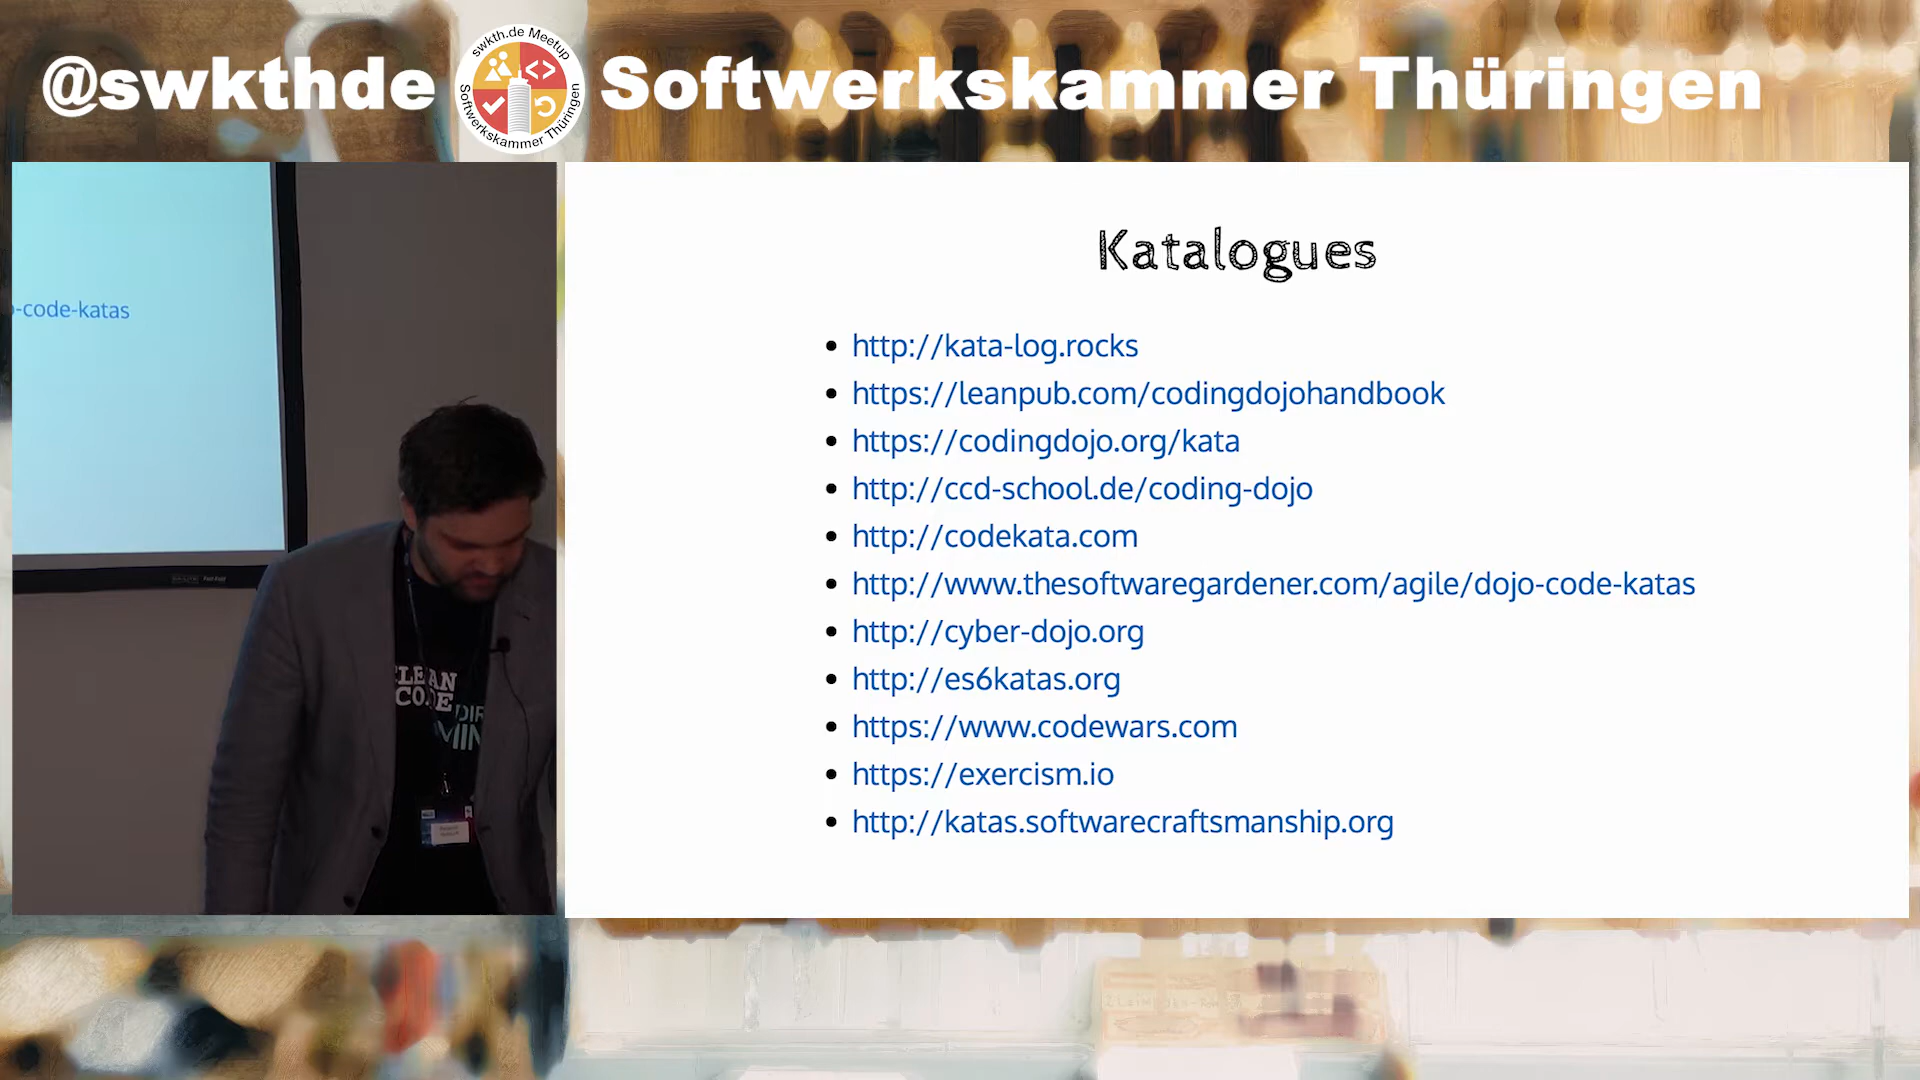 @swkthde
swkth.de Meetup
Softwerkskammer Thüringen
Softwerkskammer Thüringen
-code-katas
CLEAN
CODE
Katalogues
http://kata-log.rocks
https://leanpub.com/codingdojohandbook
https://codingdojo.org/kata
http://ccd-school.de/coding-dojo
http://codekata.com
http://www.thesoftwaregardener.com/agile/dojo-code-katas
http://cyber-dojo.org
http://es6katas.org
https://www.codewars.com
https://exercism.io
http://katas.softwarecraftsmanship.org